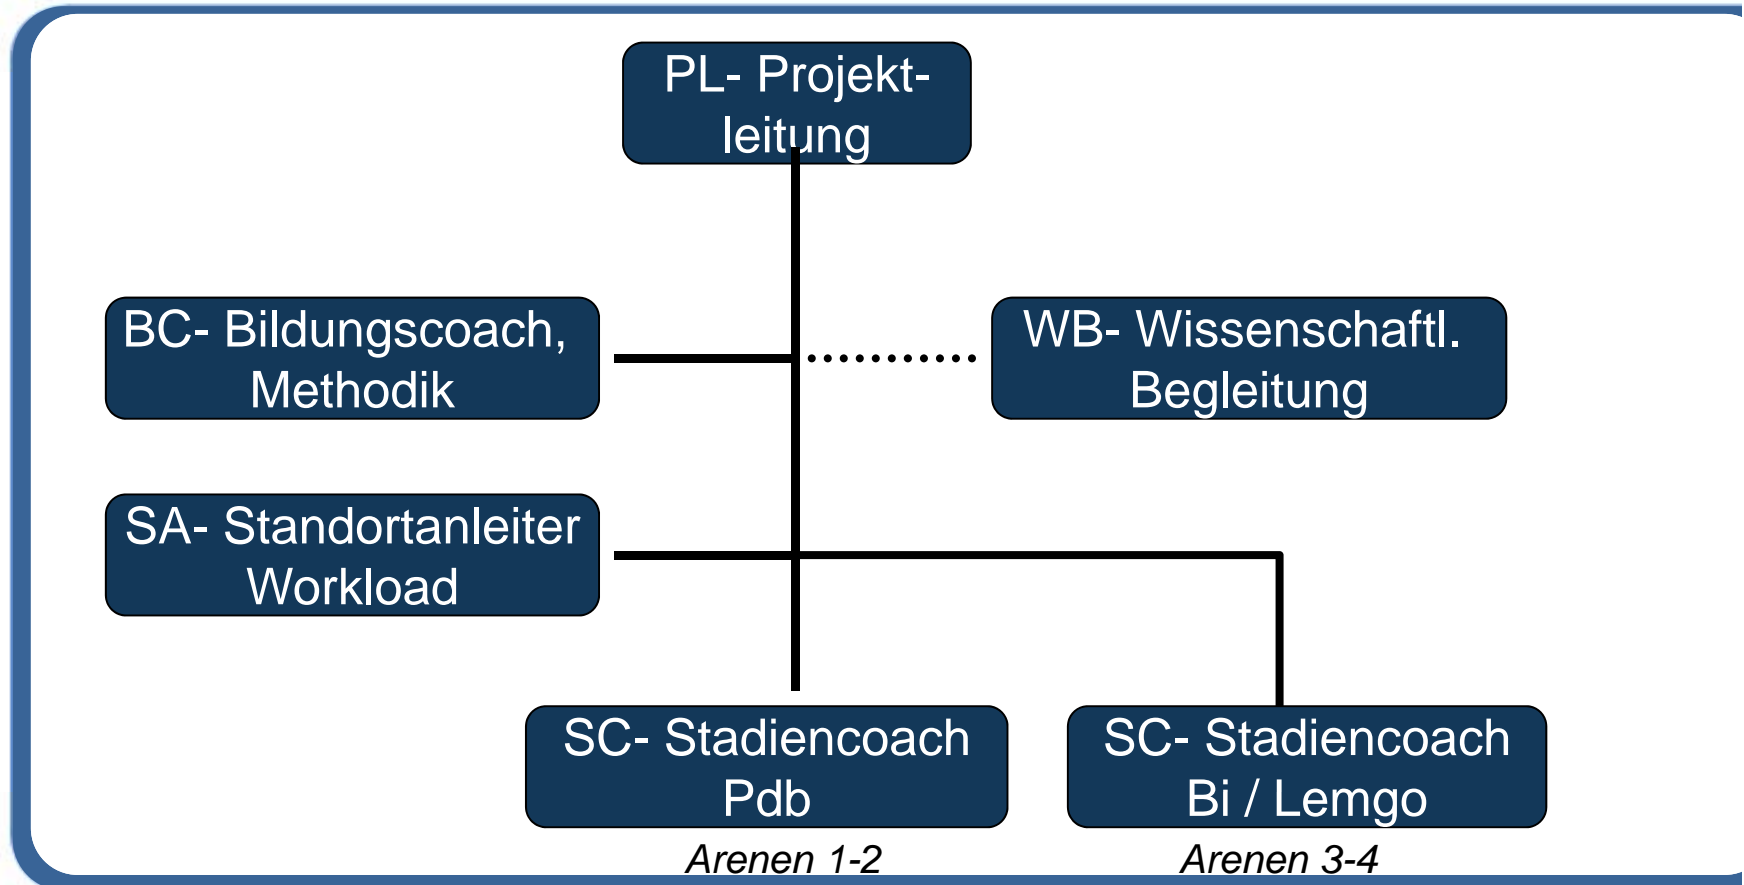 PL- Projekt-
leitung
BC- Bildungscoach,
Methodik
WB- Wissenschaftl.
Begleitung
SA- Standortanleiter
Workload
SC- Stadiencoach
Pdb
SC- Stadiencoach
Bi / Lemgo
Arenen 1-2
Arenen 3-4